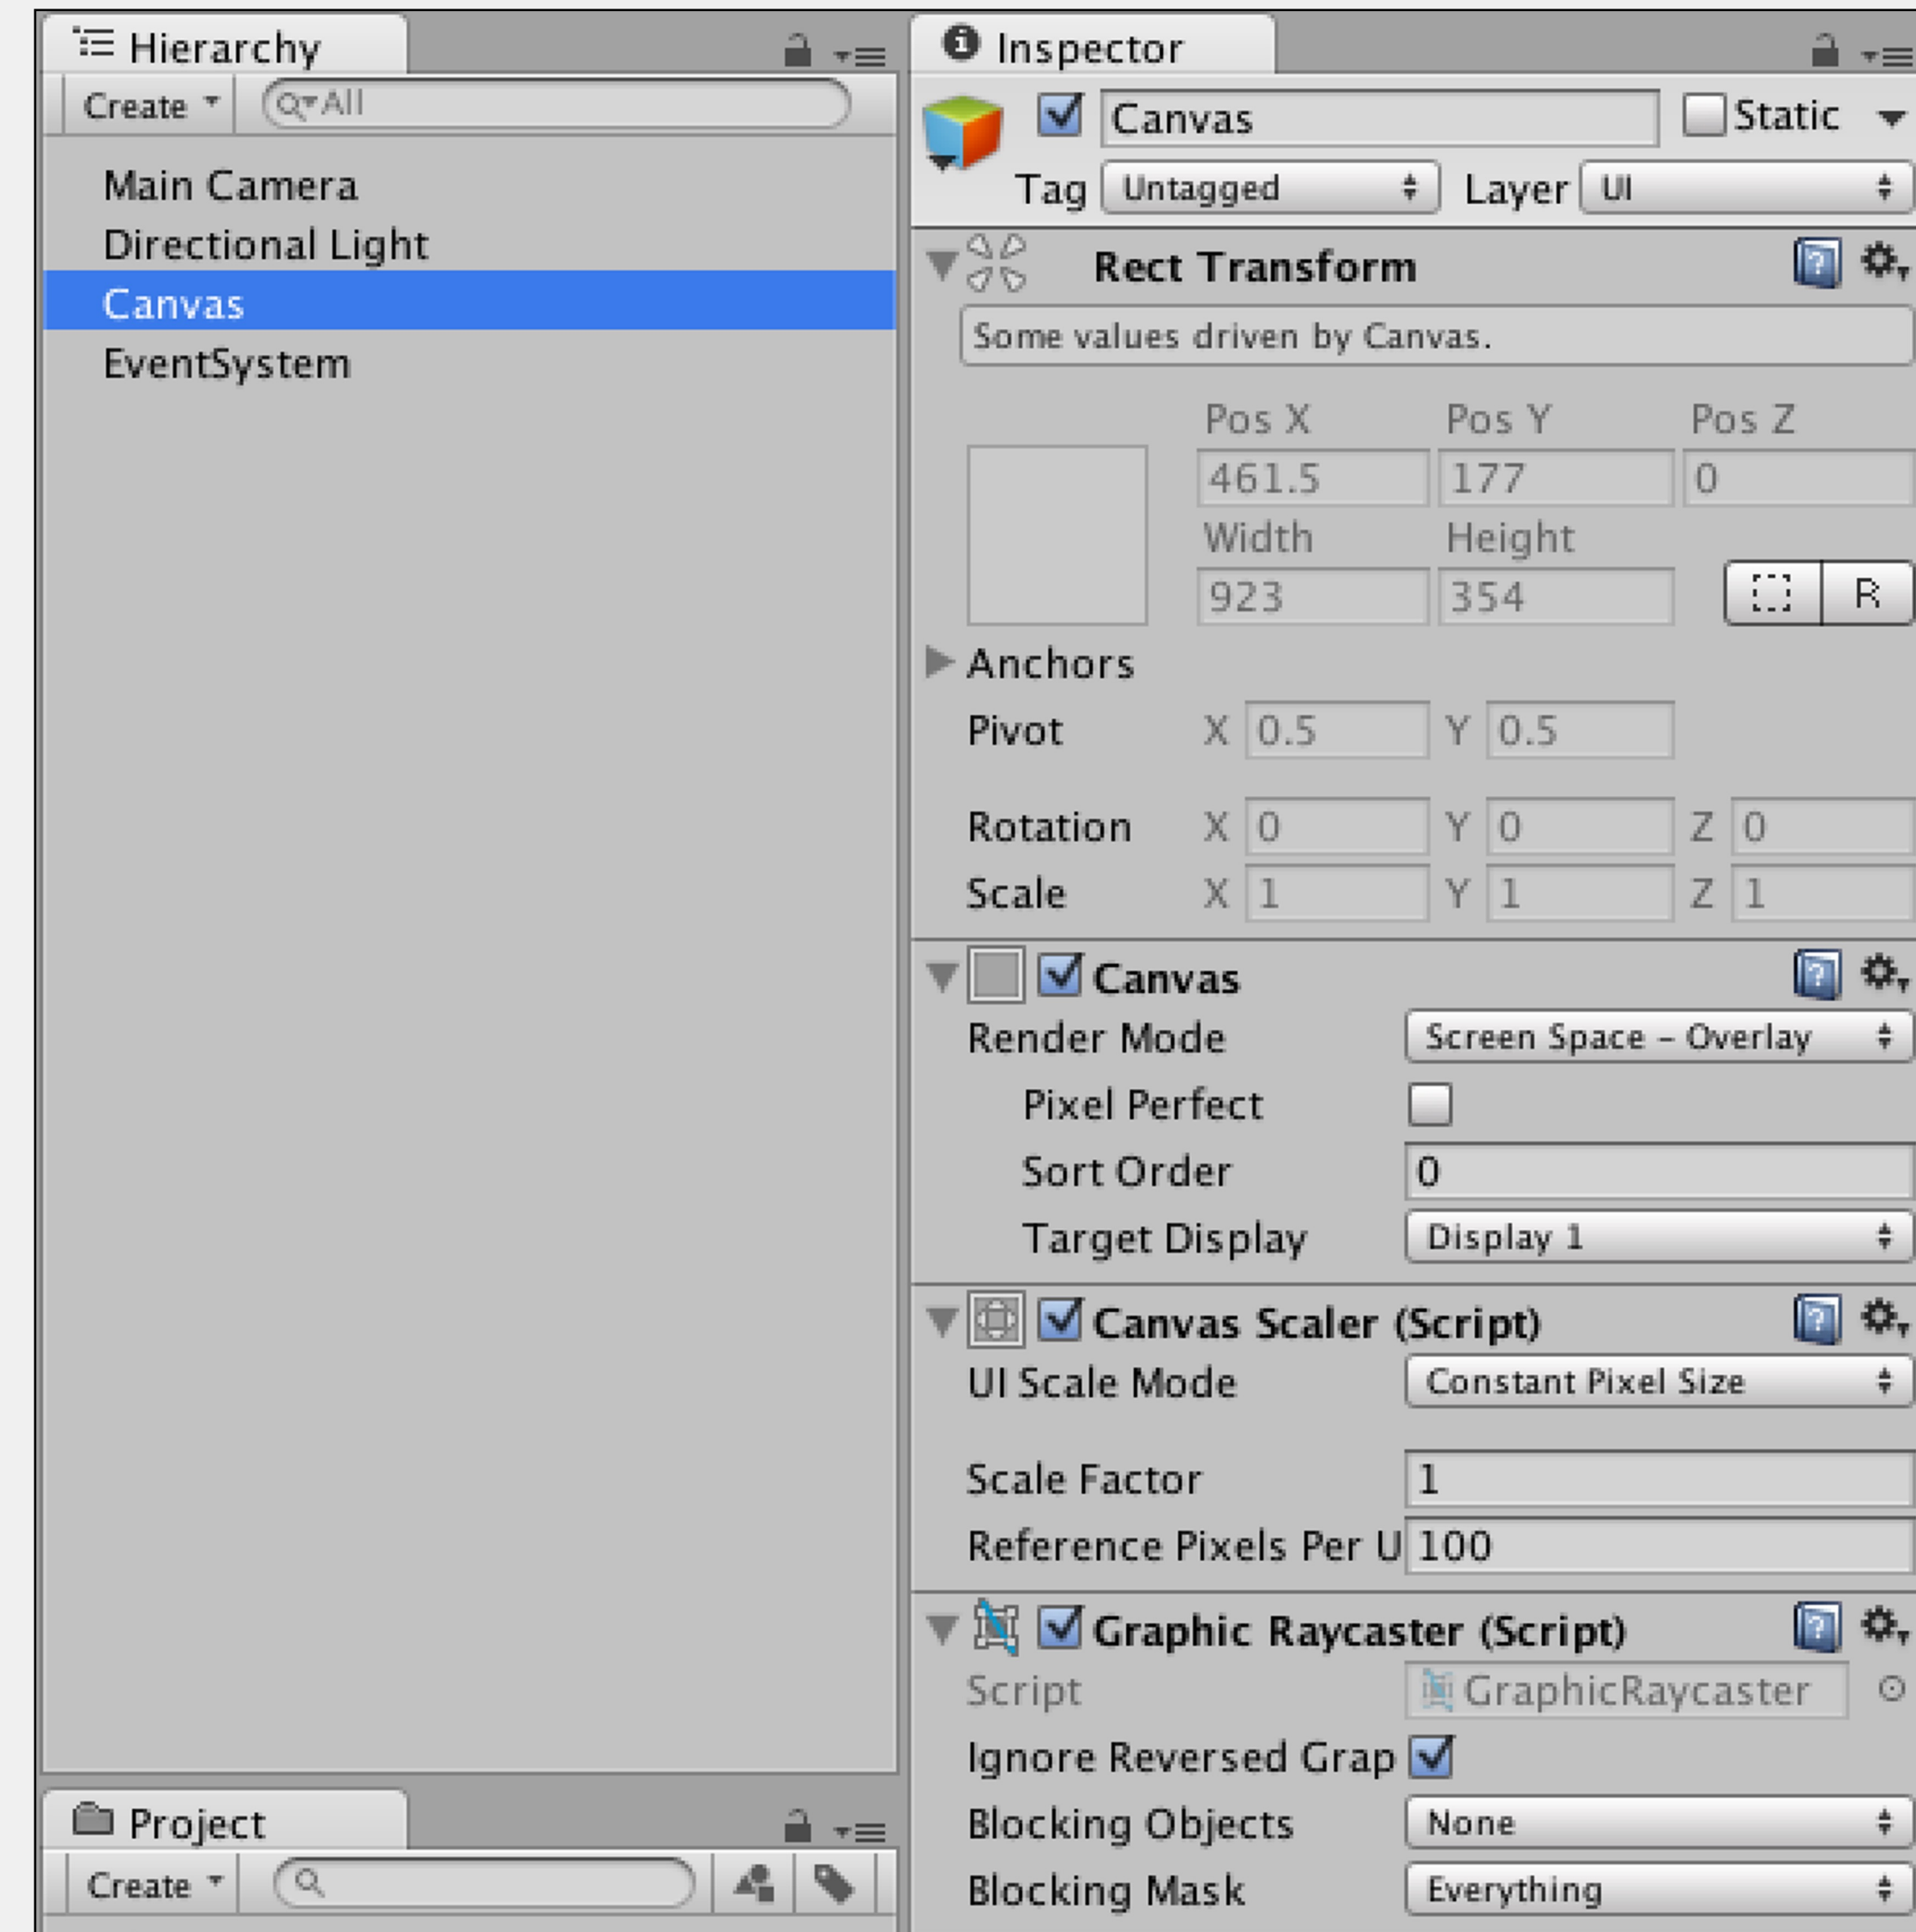 Hierarchy
Create
All
Main Camera
Directional Light
Canvas
EventSystem
Project
Create
Inspector
Canvas
Static
Tag Untagged Layer UI
Rect Transform
Some values driven by Canvas.
Pos X Pos Y Pos Z
461.5 177 0
Width Height
923 354
R
Anchors
Pivot X 0.5 Y 0.5
Rotation X 0 Y 0 Z 0
Scale X 1 Y 1 Z 1
Canvas
Render Mode Screen Space - Overlay
Pixel Perfect
Sort Order 0
Target Display Display 1
Canvas Scaler (Script)
UI Scale Mode Constant Pixel Size
Scale Factor 1
Reference Pixels Per U 100
Graphic Raycaster (Script)
Script GraphicRaycaster
Ignore Reversed Grap
Blocking Objects None
Blocking Mask Everything